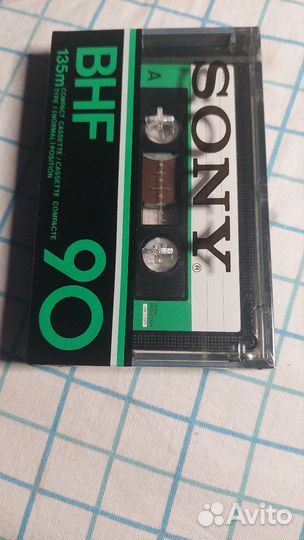 BHF 90
135m COMPACT CASSETTE / CASSETTE COMPACTE
TYPE I (NORMAL) POSITION
A
SONY®
Avito